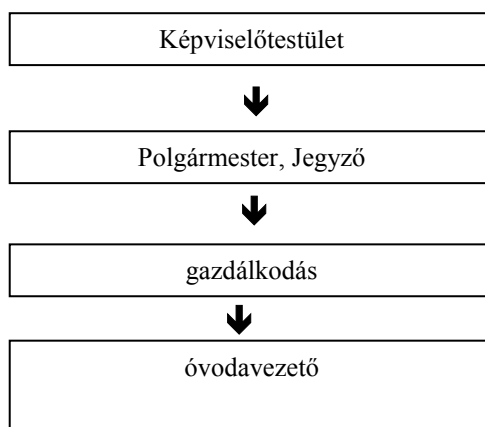 Képviselőtestület
Polgármester, Jegyző
gazdálkodás
óvodavezető